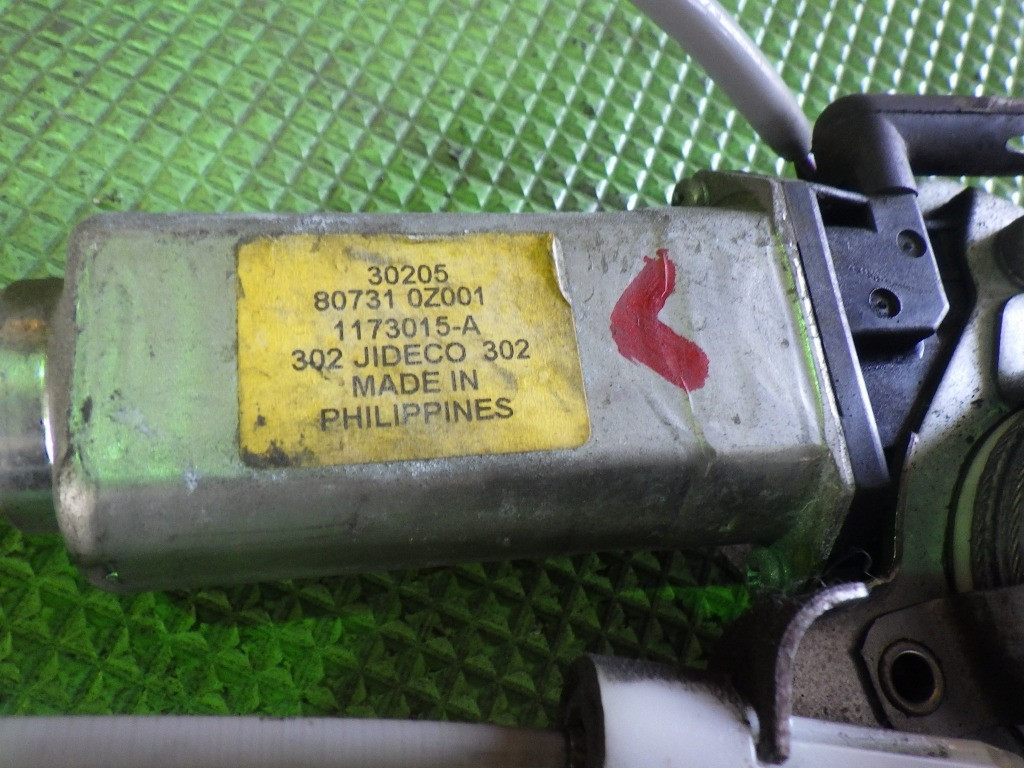 30205
80731 0Z001
1173015-A
302 JIDECO 302
MADE IN
PHILIPPINES